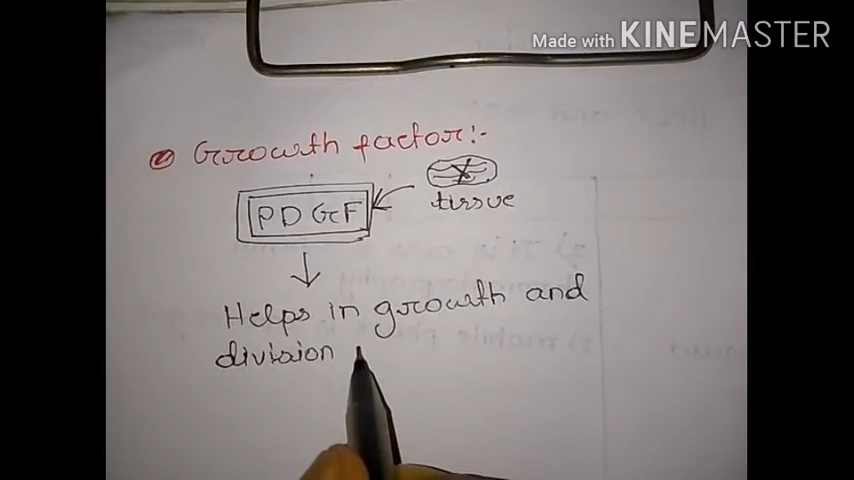 Made with KINEMASTER
Growth factor:-
PDGF
tissue
Helps in growth and
division